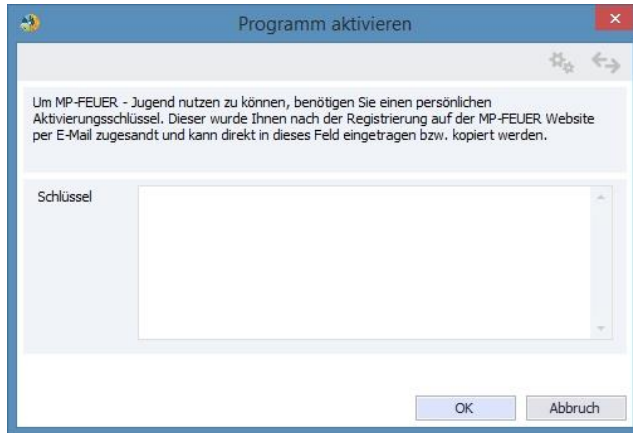 Programm aktivieren
Um MP-FEUER - Jugend nutzen zu können, benötigen Sie einen persönlichen
Aktivierungsschlüssel. Dieser wurde Ihnen nach der Registrierung auf der MP-FEUER Website
per E-Mail zugesandt und kann direkt in dieses Feld eingetragen bzw. kopiert werden.
Schlüssel
OK
Abbruch